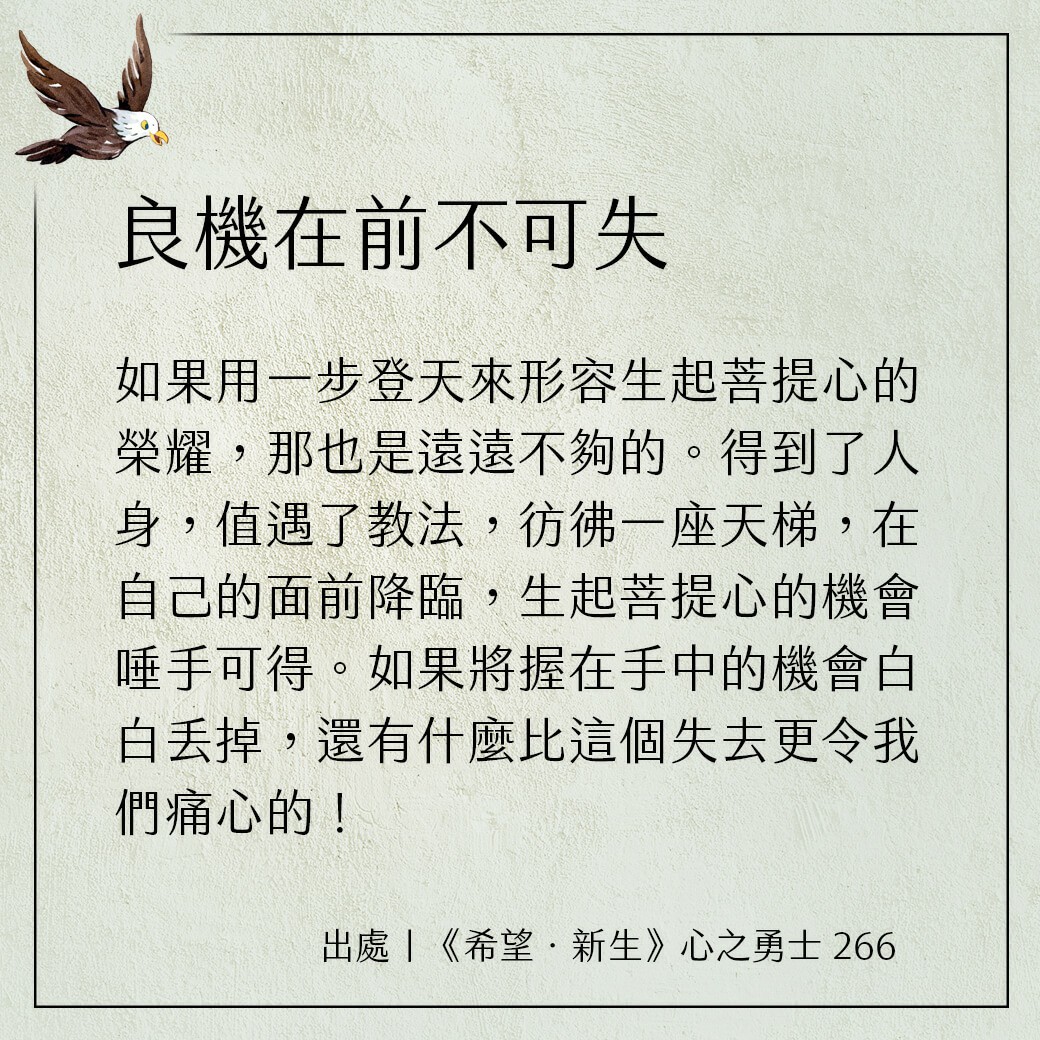 良機在前不可失
如果用一步登天來形容生起菩提心的
榮耀，那也是遠遠不夠的。得到了人
身，值遇了教法，彷彿一座天梯，在
自己的面前降臨，生起菩提心的機會
唾手可得。如果將握在手中的機會白
白丟掉，還有什麼比這個失去更令我
們痛心的！
出處｜《希望．新生》心之勇士 266